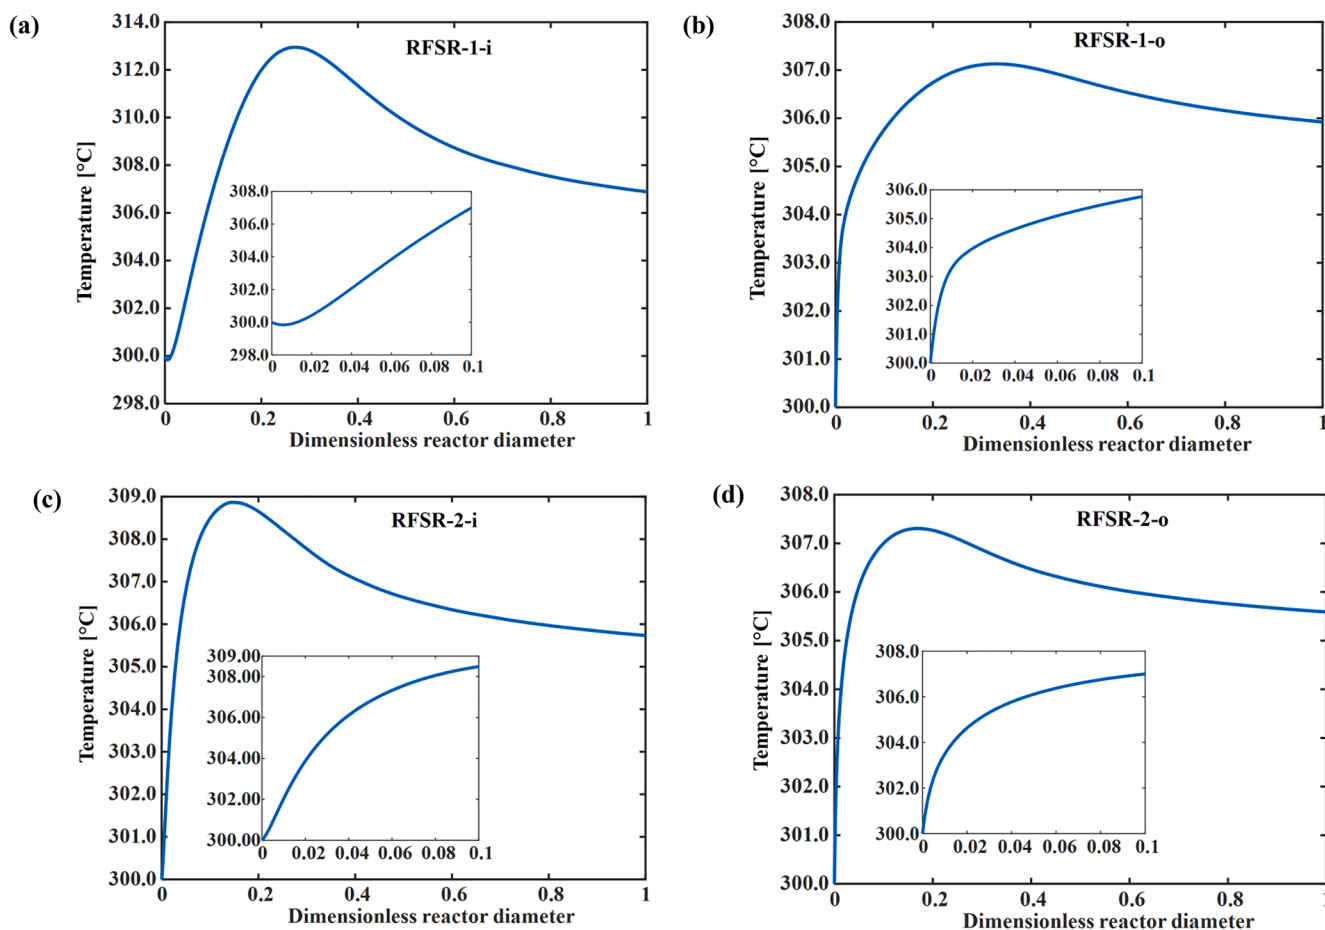 (a)
RFSR-1-i
Temperature [°C]
314.0
312.0
310.0
308.0
306.0
304.0
302.0
300.0
298.0
308.0
306.0
304.0
302.0
300.0
298.0
0 0.02 0.04 0.06 0.08 0.1
0 0.2 0.4 0.6 0.8 1
Dimensionless reactor diameter
(b)
RFSR-1-o
Temperature [°C]
308.0
307.0
306.0
305.0
304.0
303.0
302.0
301.0
300.0
306.0
305.0
304.0
303.0
302.0
301.0
300.0
0 0.02 0.04 0.06 0.08 0.1
0 0.2 0.4 0.6 0.8 1
Dimensionless reactor diameter
(c)
RFSR-2-i
Temperature [°C]
309.0
308.0
307.0
306.0
305.0
304.0
303.0
302.0
301.0
300.0
309.00
308.00
306.00
304.00
302.00
300.00
0 0.02 0.04 0.06 0.08 0.1
0 0.2 0.4 0.6 0.8 1
Dimensionless reactor diameter
(d)
RFSR-2-o
Temperature [°C]
308.0
307.0
306.0
305.0
304.0
303.0
302.0
301.0
300.0
308.0
306.0
304.0
302.0
300.0
0 0.02 0.04 0.06 0.08 0.1
0 0.2 0.4 0.6 0.8 1
Dimensionless reactor diameter